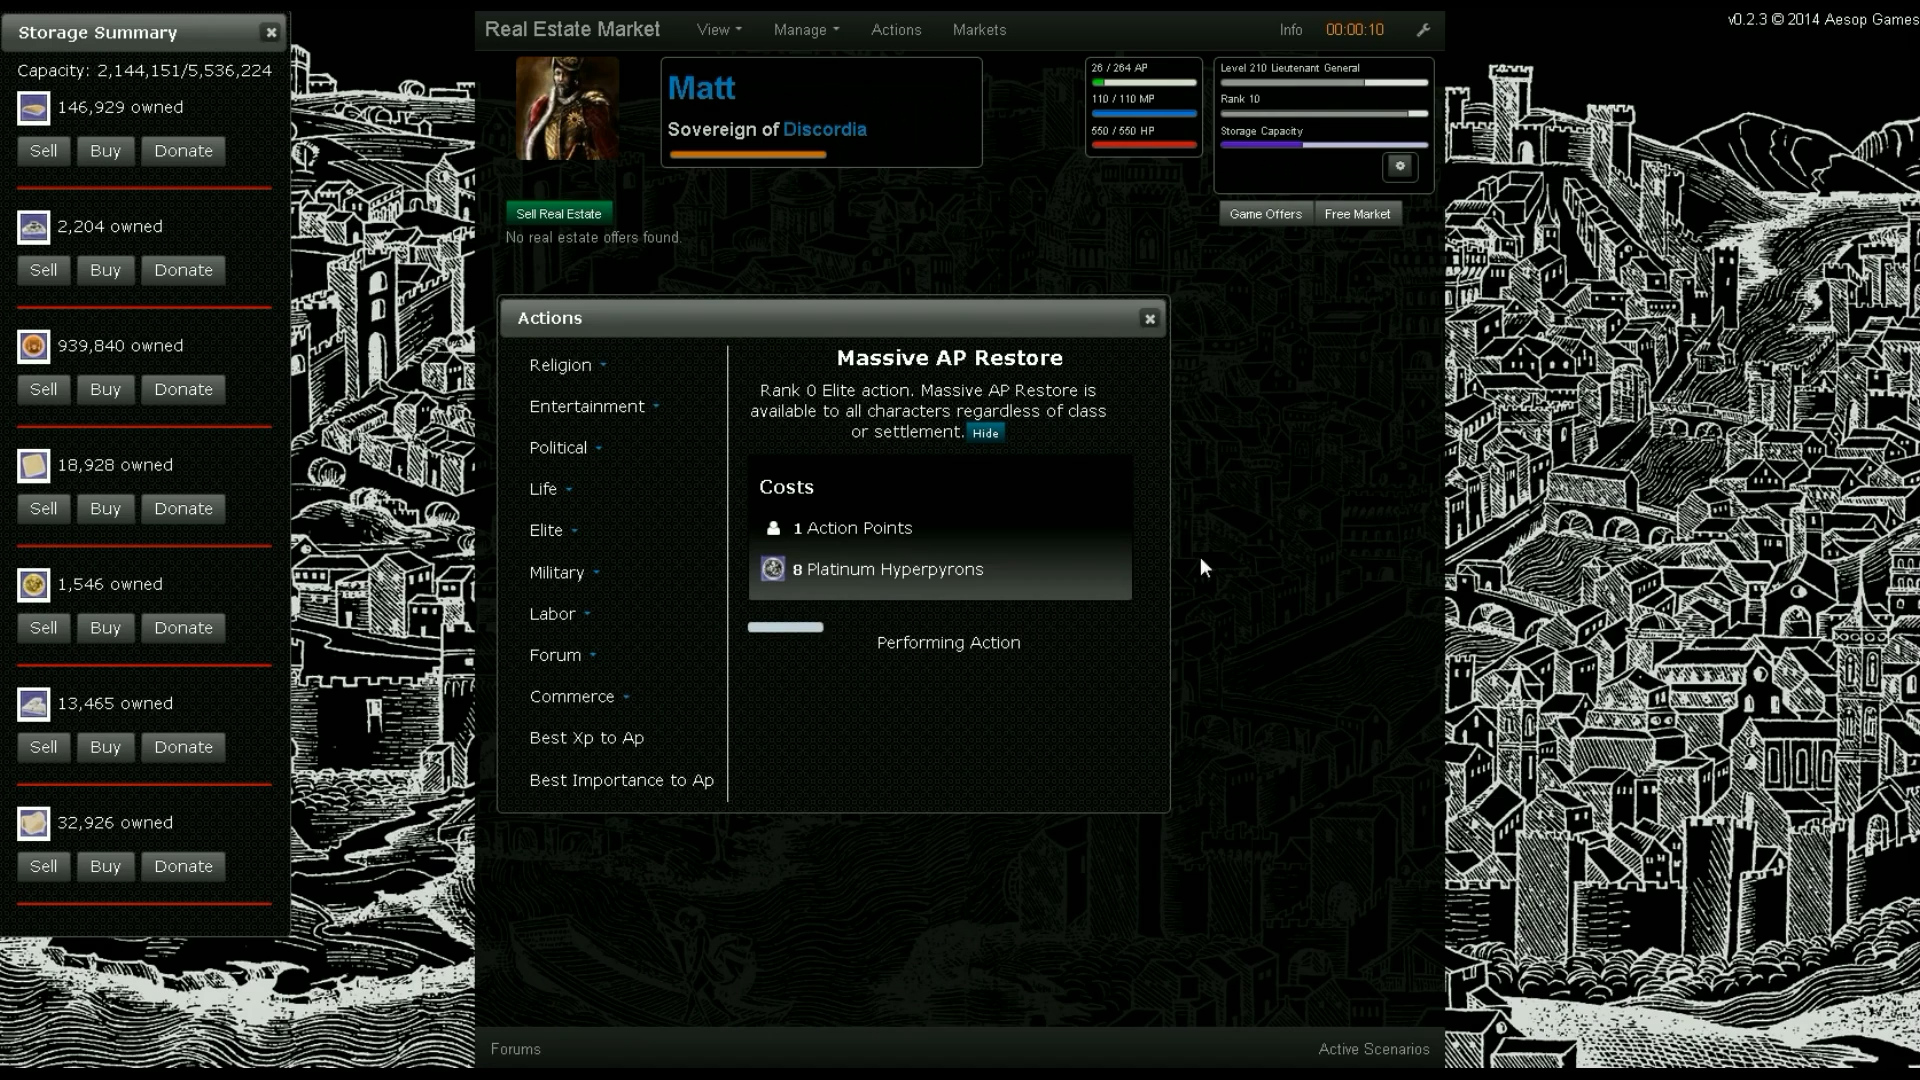 Storage Summary
Capacity: 2,144,151/5,536,224
146,929 owned
Sell Buy Donate
2,204 owned
Sell Buy Donate
939,840 owned
Sell Buy Donate
18,928 owned
Sell Buy Donate
1,546 owned
Sell Buy Donate
13,465 owned
Sell Buy Donate
32,926 owned
Sell Buy Donate
Real Estate Market View Manage Actions Markets Info 00:00:10
v0.2.3 © 2014 Aesop Games
Matt
Sovereign of Discordia
26 / 264 AP
110 / 110 MP
550 / 550 HP
Level 210 Lieutenant General
Rank 10
Storage Capacity
Sell Real Estate
Game Offers Free Market
No real estate offers found.
Actions
Religion
Entertainment
Political
Life
Elite
Military
Labor
Forum
Commerce
Best Xp to Ap
Best Importance to Ap
Massive AP Restore
Rank 0 Elite action. Massive AP Restore is
available to all characters regardless of class
or settlement. Hide
Costs
1 Action Points
8 Platinum Hyperpyrons
Performing Action
Forums
Active Scenarios